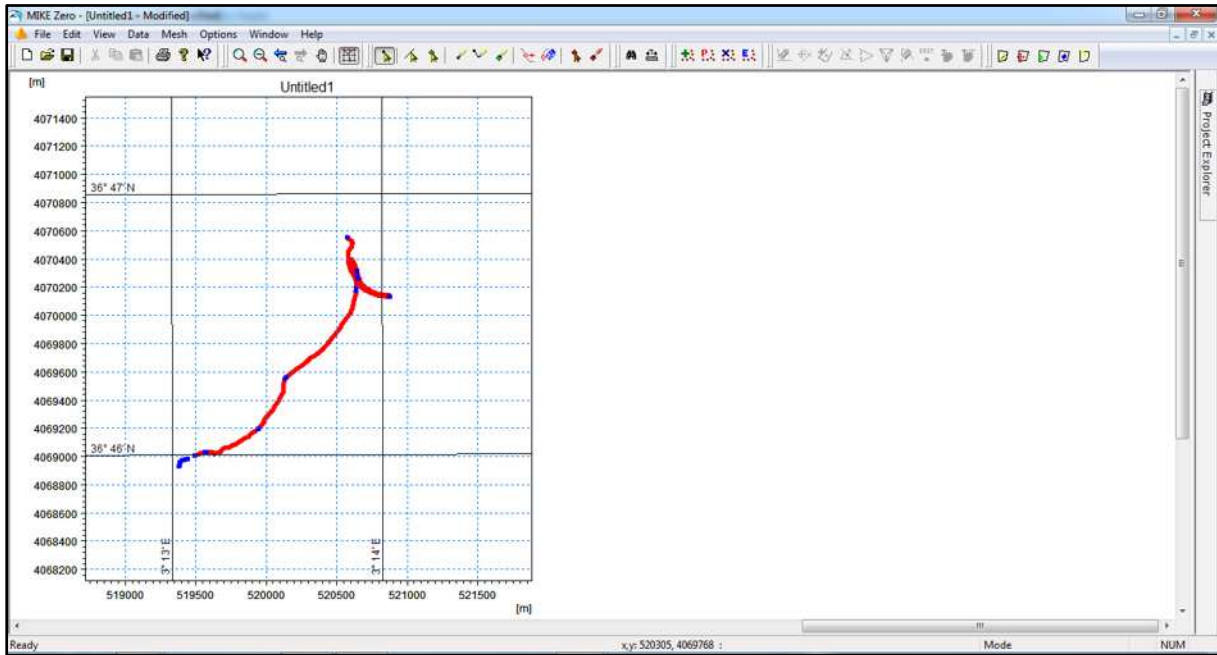 MIKE Zero - [Untitled1 - Modified]
File Edit View Data Mesh Options Window Help
[m]
Untitled1
4071400
4071200
4071000
36° 47' N
4070800
4070600
4070400
4070200
4070000
4069800
4069600
4069400
4069200
36° 46' N
4069000
4068800
4068600
4068400
4068200
3° 13' E
3° 14' E
519000 519500 520000 520500 521000 521500
[m]
Project Explorer
Ready x,y: 520305, 4069768 : Mode NUM